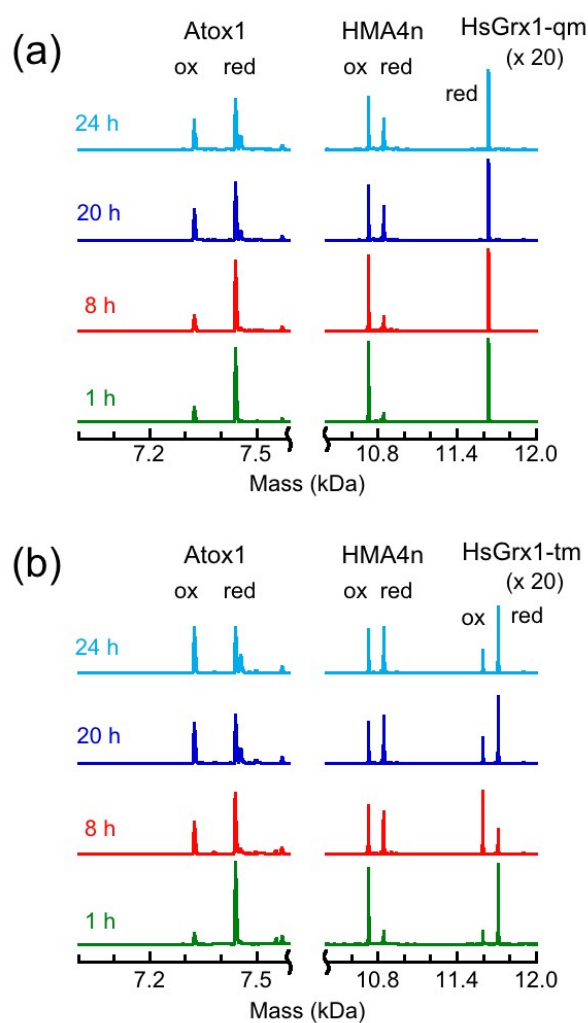 (a)
Atox1 HMA4n HsGrx1-qm
(x 20)
ox red ox red red
24 h
20 h
8 h
1 h
7.2 7.5 10.8 11.4 12.0
Mass (kDa)
(b)
Atox1 HMA4n HsGrx1-tm
(x 20)
ox red ox red ox red
24 h
20 h
8 h
1 h
7.2 7.5 10.8 11.4 12.0
Mass (kDa)